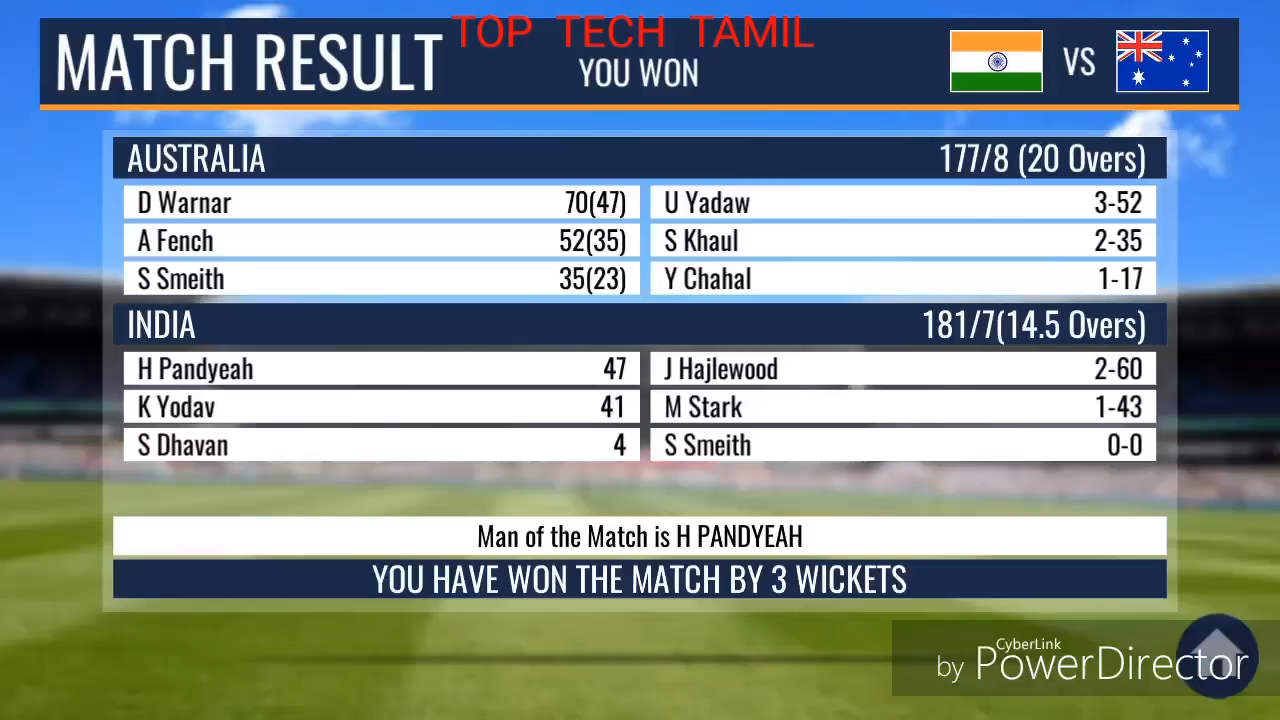 TOP TECH TAMIL
MATCH RESULT
YOU WON
VS
AUSTRALIA 177/8 (20 Overs)
D Warnar 70(47) U Yadaw 3-52
A Fench 52(35) S Khaul 2-35
S Smeith 35(23) Y Chahal 1-17
INDIA 181/7(14.5 Overs)
H Pandyeah 47 J Hajlewood 2-60
K Yodav 41 M Stark 1-43
S Dhavan 4 S Smeith 0-0
Man of the Match is H PANDYEAH
YOU HAVE WON THE MATCH BY 3 WICKETS
CyberLink
by PowerDirector